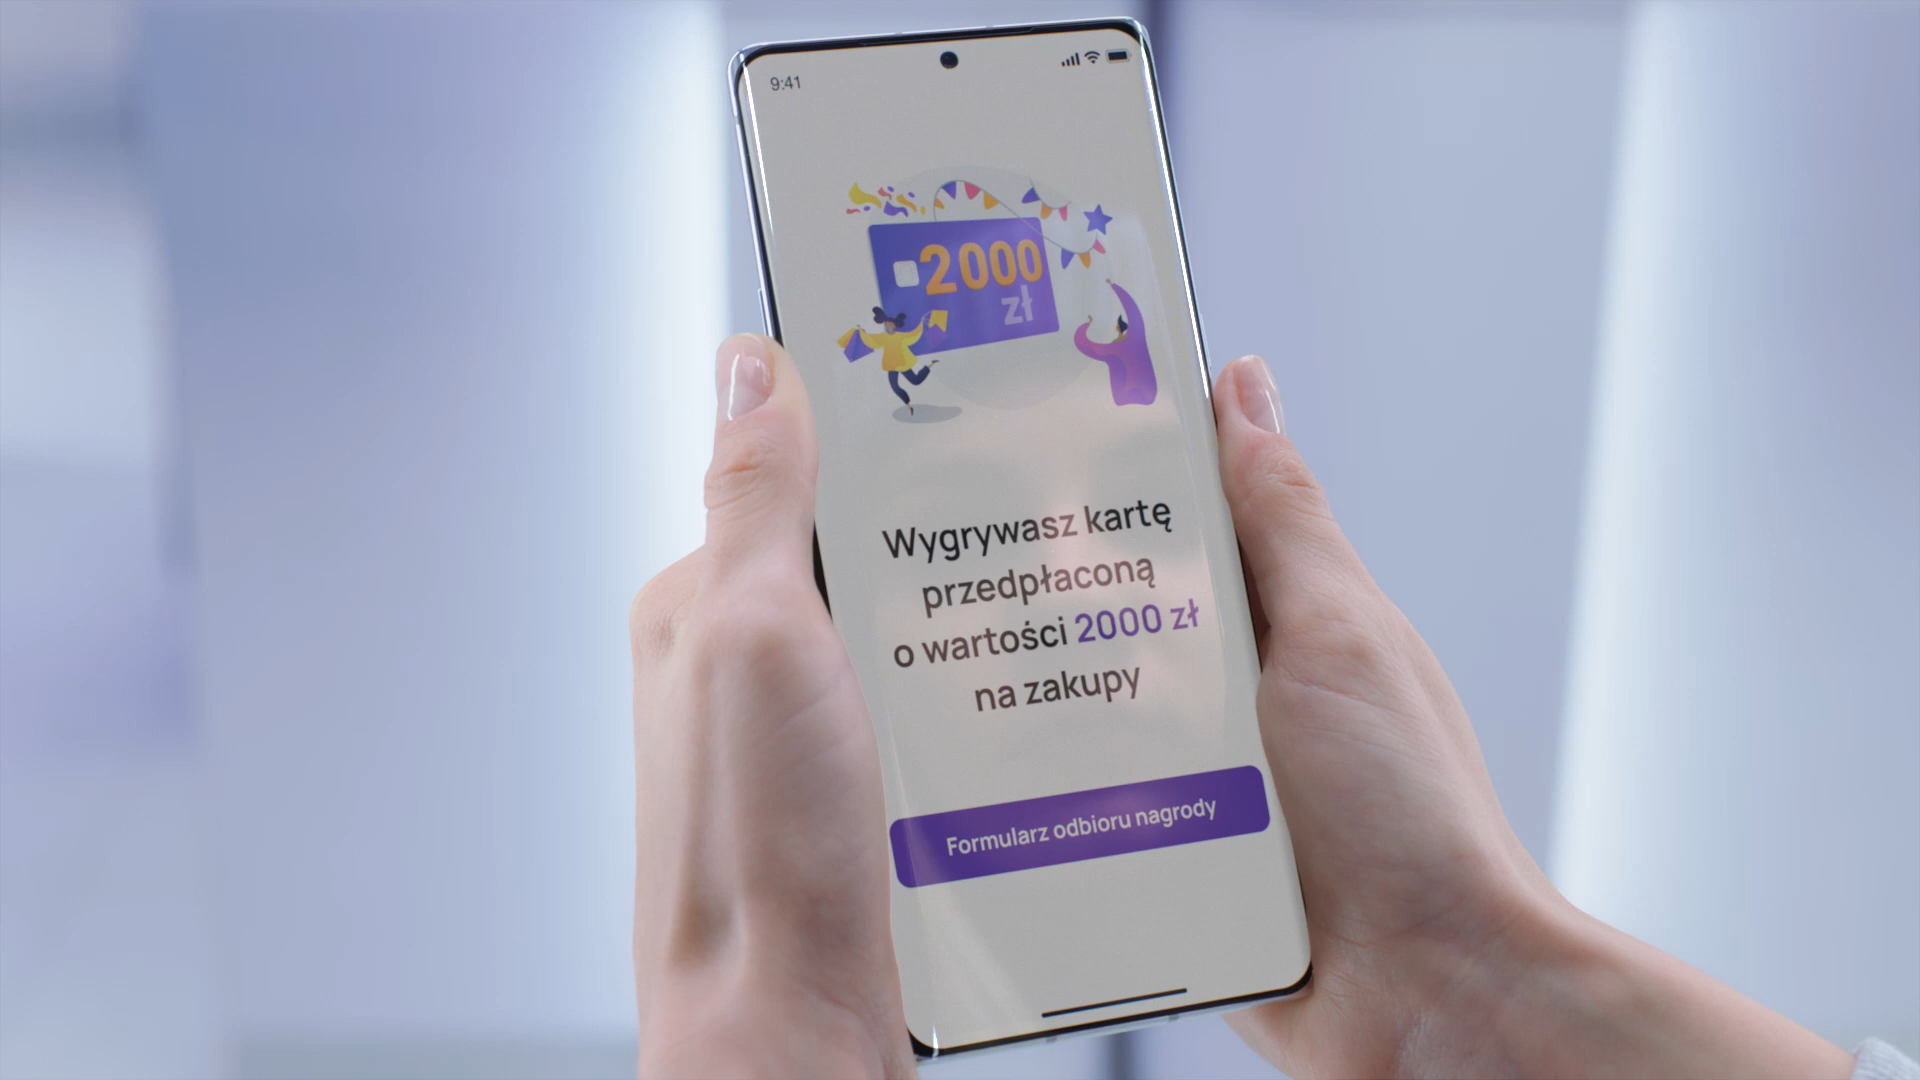 9:41
2000
zł
Wygrywasz kartę
przedpłaconą
o wartości 2000 zł
na zakupy
Formularz odbioru nagrody